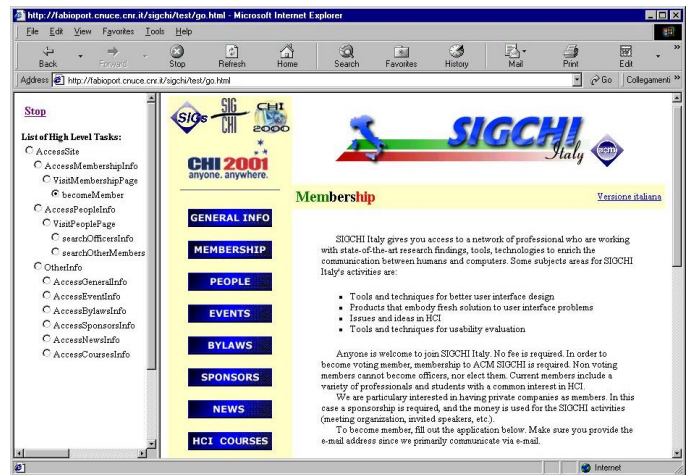 http://fabioport.cnuce.cnr.it/sigchi/test/go.html - Microsoft Internet Explorer
File Edit View Favorites Tools Help
Back Forward Stop Refresh Home Search Favorites History Mail Print Edit »
Address http://fabioport.cnuce.cnr.it/sigchi/test/go.html Go Collegamenti »
Stop
List of High Level Tasks:
AccessSite
AccessMembershipInfo
VisitMembershipPage
becomeMember
AccessPeopleInfo
VisitPeoplePage
searchOfficersInfo
searchOtherMembers
OtherInfo
AccessGeneralInfo
AccessEventInfo
AccessBylawsInfo
AccessSponsorsInfo
AccessNewsInfo
AccessCoursesInfo
SIGs
SIG
CHI
CHI
2000
CHI 2001
anyone. anywhere.
GENERAL INFO
MEMBERSHIP
PEOPLE
EVENTS
BYLAWS
SPONSORS
NEWS
HCI COURSES
SIGCHI
Italy
acm
Membership
Versione italiana
SIGCHI Italy gives you access to a network of professional who are working
with state-of-the-art research findings, tools, technologies to enrich the
communication between humans and computers. Some subjects areas for SIGCHI
Italy's activities are:
Tools and techniques for better user interface design
Products that embody fresh solution to user interface problems
Issues and ideas in HCI
Tools and techniques for usability evaluation
Anyone is welcome to join SIGCHI Italy. No fee is required. In order to
become voting member, membership to ACM SIGCHI is required. Non voting
members cannot become officers, nor elect them. Current members include a
variety of professionals and students with a common interest in HCI.
We are particulary interested in having private companies as members. In this
case a sponsorship is required, and the money is used for the SIGCHI activities
(meeting organization, invited speakers, etc.).
To become member, fill out the application below. Make sure you provide the
e-mail address since we primarily communicate via e-mail.
Internet